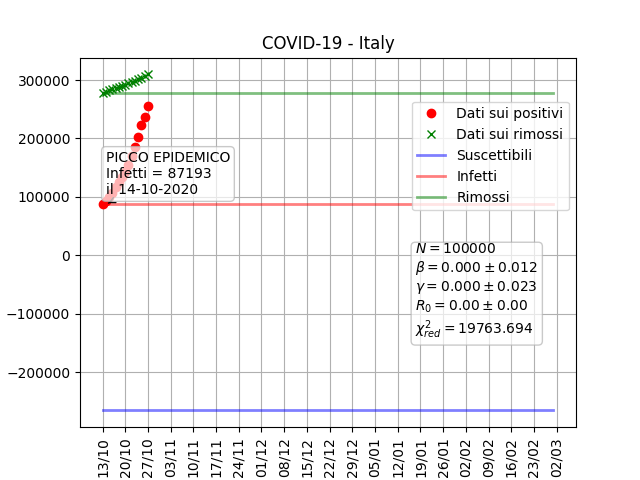 COVID-19 - Italy
300000
200000
100000
0
−100000
−200000
PICCO EPIDEMICO
Infetti = 87193
il 14-10-2020
Dati sui positivi
Dati sui rimossi
Suscettibili
Infetti
Rimossi
N = 100000
β = 0.000 ± 0.012
γ = 0.000 ± 0.023
R₀ = 0.00 ± 0.00
χ²red = 19763.694
13/10
20/10
27/10
03/11
10/11
17/11
24/11
01/12
08/12
15/12
22/12
29/12
05/01
12/01
19/01
26/01
02/02
09/02
16/02
23/02
02/03